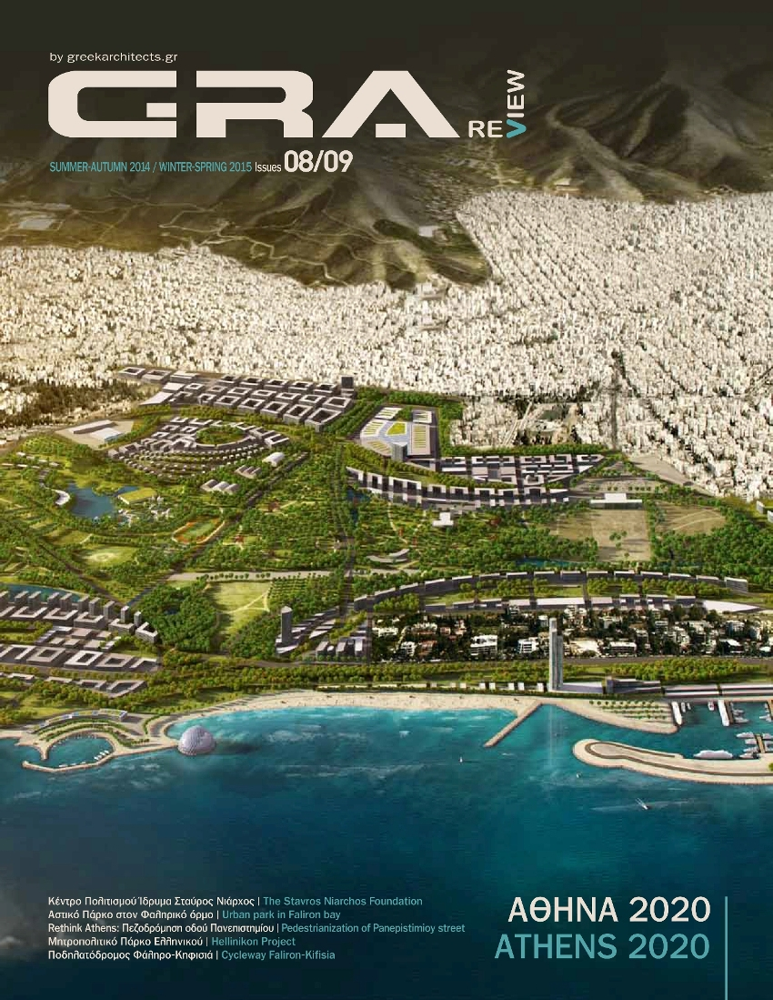 by greekarchitects.gr
GRA REVIEW
SUMMER-AUTUMN 2014 / WINTER-SPRING 2015 Issues 08/09
Κέντρο Πολιτισμού Ίδρυμα Σταύρος Νιάρχος | The Stavros Niarchos Foundation
Αστικό Πάρκο στον Φαληρικό όρμο | Urban park in Faliron bay
Rethink Athens: Πεζοδρόμηση οδού Πανεπιστημίου | Pedestrianization of Panepistimioy street
Μητροπολιτικό Πάρκο Ελληνικού | Hellinikon Project
Ποδηλατόδρομος Φάληρο-Κηφισιά | Cycleway Faliron-Kifisia
ΑΘΗΝΑ 2020
ATHENS 2020